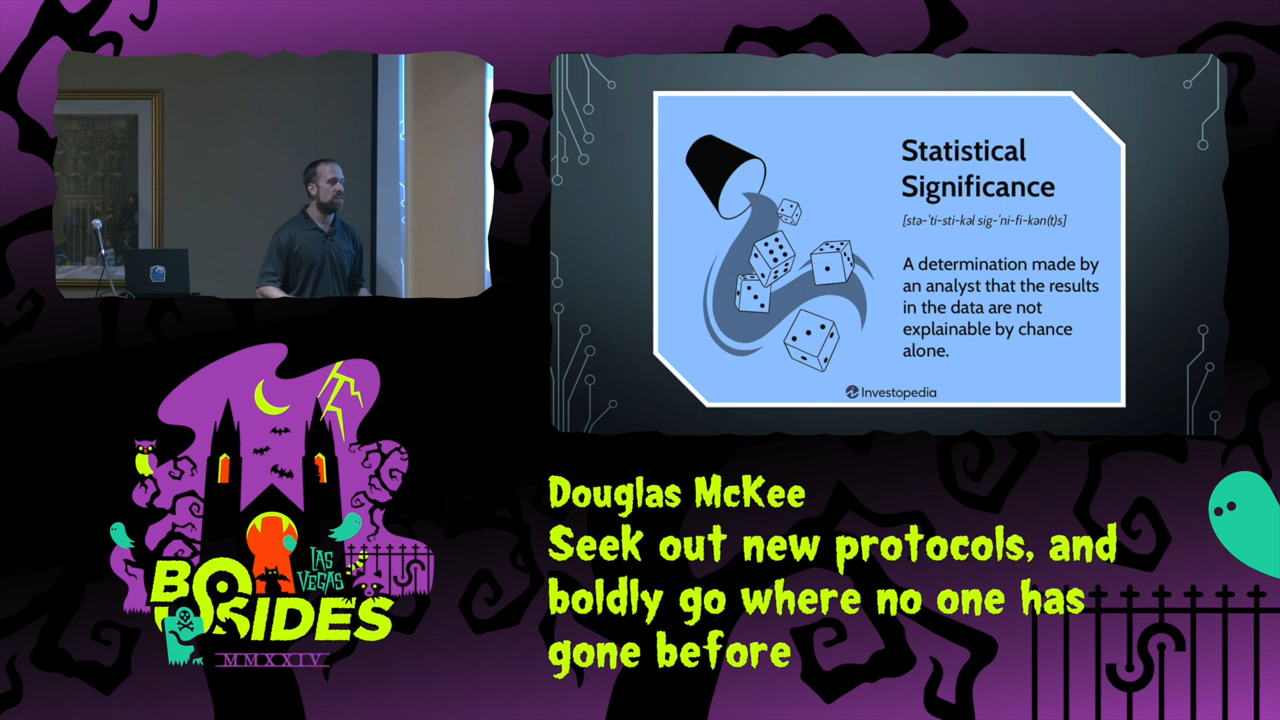 Statistical
Significance
[stə-ˈti-sti-kəl sig-ˈni-fi-kən(t)s]
A determination made by
an analyst that the results
in the data are not
explainable by chance
alone.
Investopedia
LAS
VEGAS
BSIDES
MMXXIV
Douglas McKee
Seek out new protocols, and
boldly go where no one has
gone before